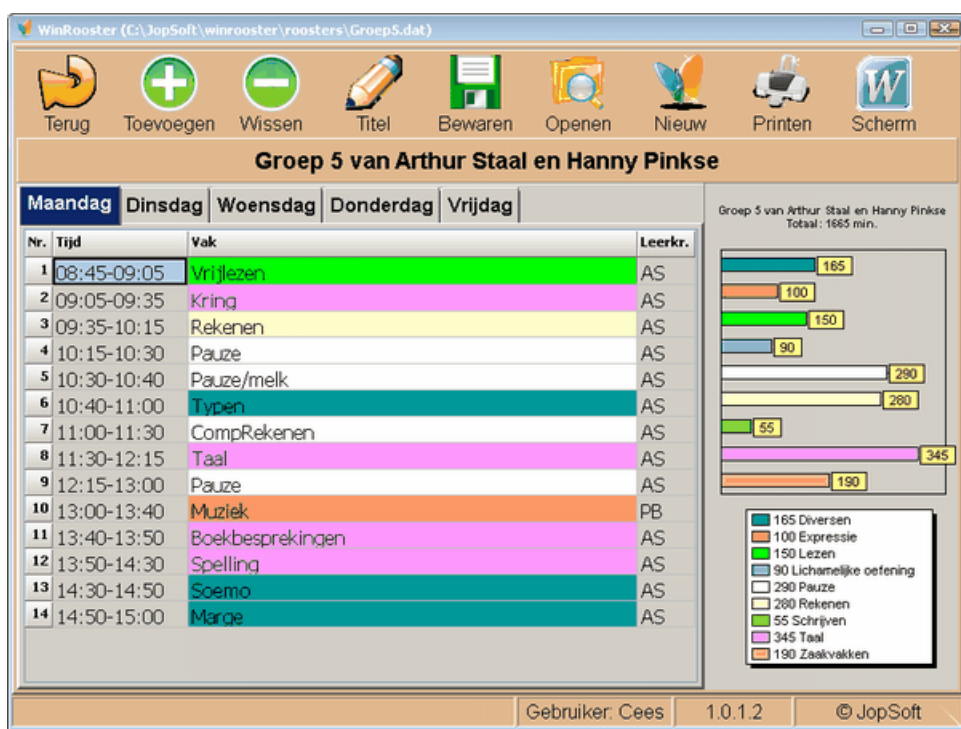 WinRooster (C:\JopSoft\winrooster\roosters\Groep5.dat)
Terug Toevoegen Wissen Titel Bewaren Openen Nieuw Printen Scherm
Groep 5 van Arthur Staal en Hanny Pinkse
Maandag Dinsdag Woensdag Donderdag Vrijdag
Nr. Tijd Vak Leerkr.
1 08:45-09:05 Vrijlezen AS
2 09:05-09:35 Kring AS
3 09:35-10:15 Rekenen AS
4 10:15-10:30 Pauze AS
5 10:30-10:40 Pauze/melk AS
6 10:40-11:00 Typen AS
7 11:00-11:30 CompRekenen AS
8 11:30-12:15 Taal AS
9 12:15-13:00 Pauze AS
10 13:00-13:40 Muziek PB
11 13:40-13:50 Boekbesprekingen AS
12 13:50-14:30 Spelling AS
13 14:30-14:50 Soemo AS
14 14:50-15:00 Marge AS
Groep 5 van Arthur Staal en Hanny Pinkse
Totaal: 1665 min.
165
100
150
90
290
280
55
345
190
165 Diversen
100 Expressie
150 Lezen
90 Lichamelijke oefening
290 Pauze
280 Rekenen
55 Schrijven
345 Taal
190 Zaakvakken
Gebruiker: Cees 1.0.1.2 © JopSoft